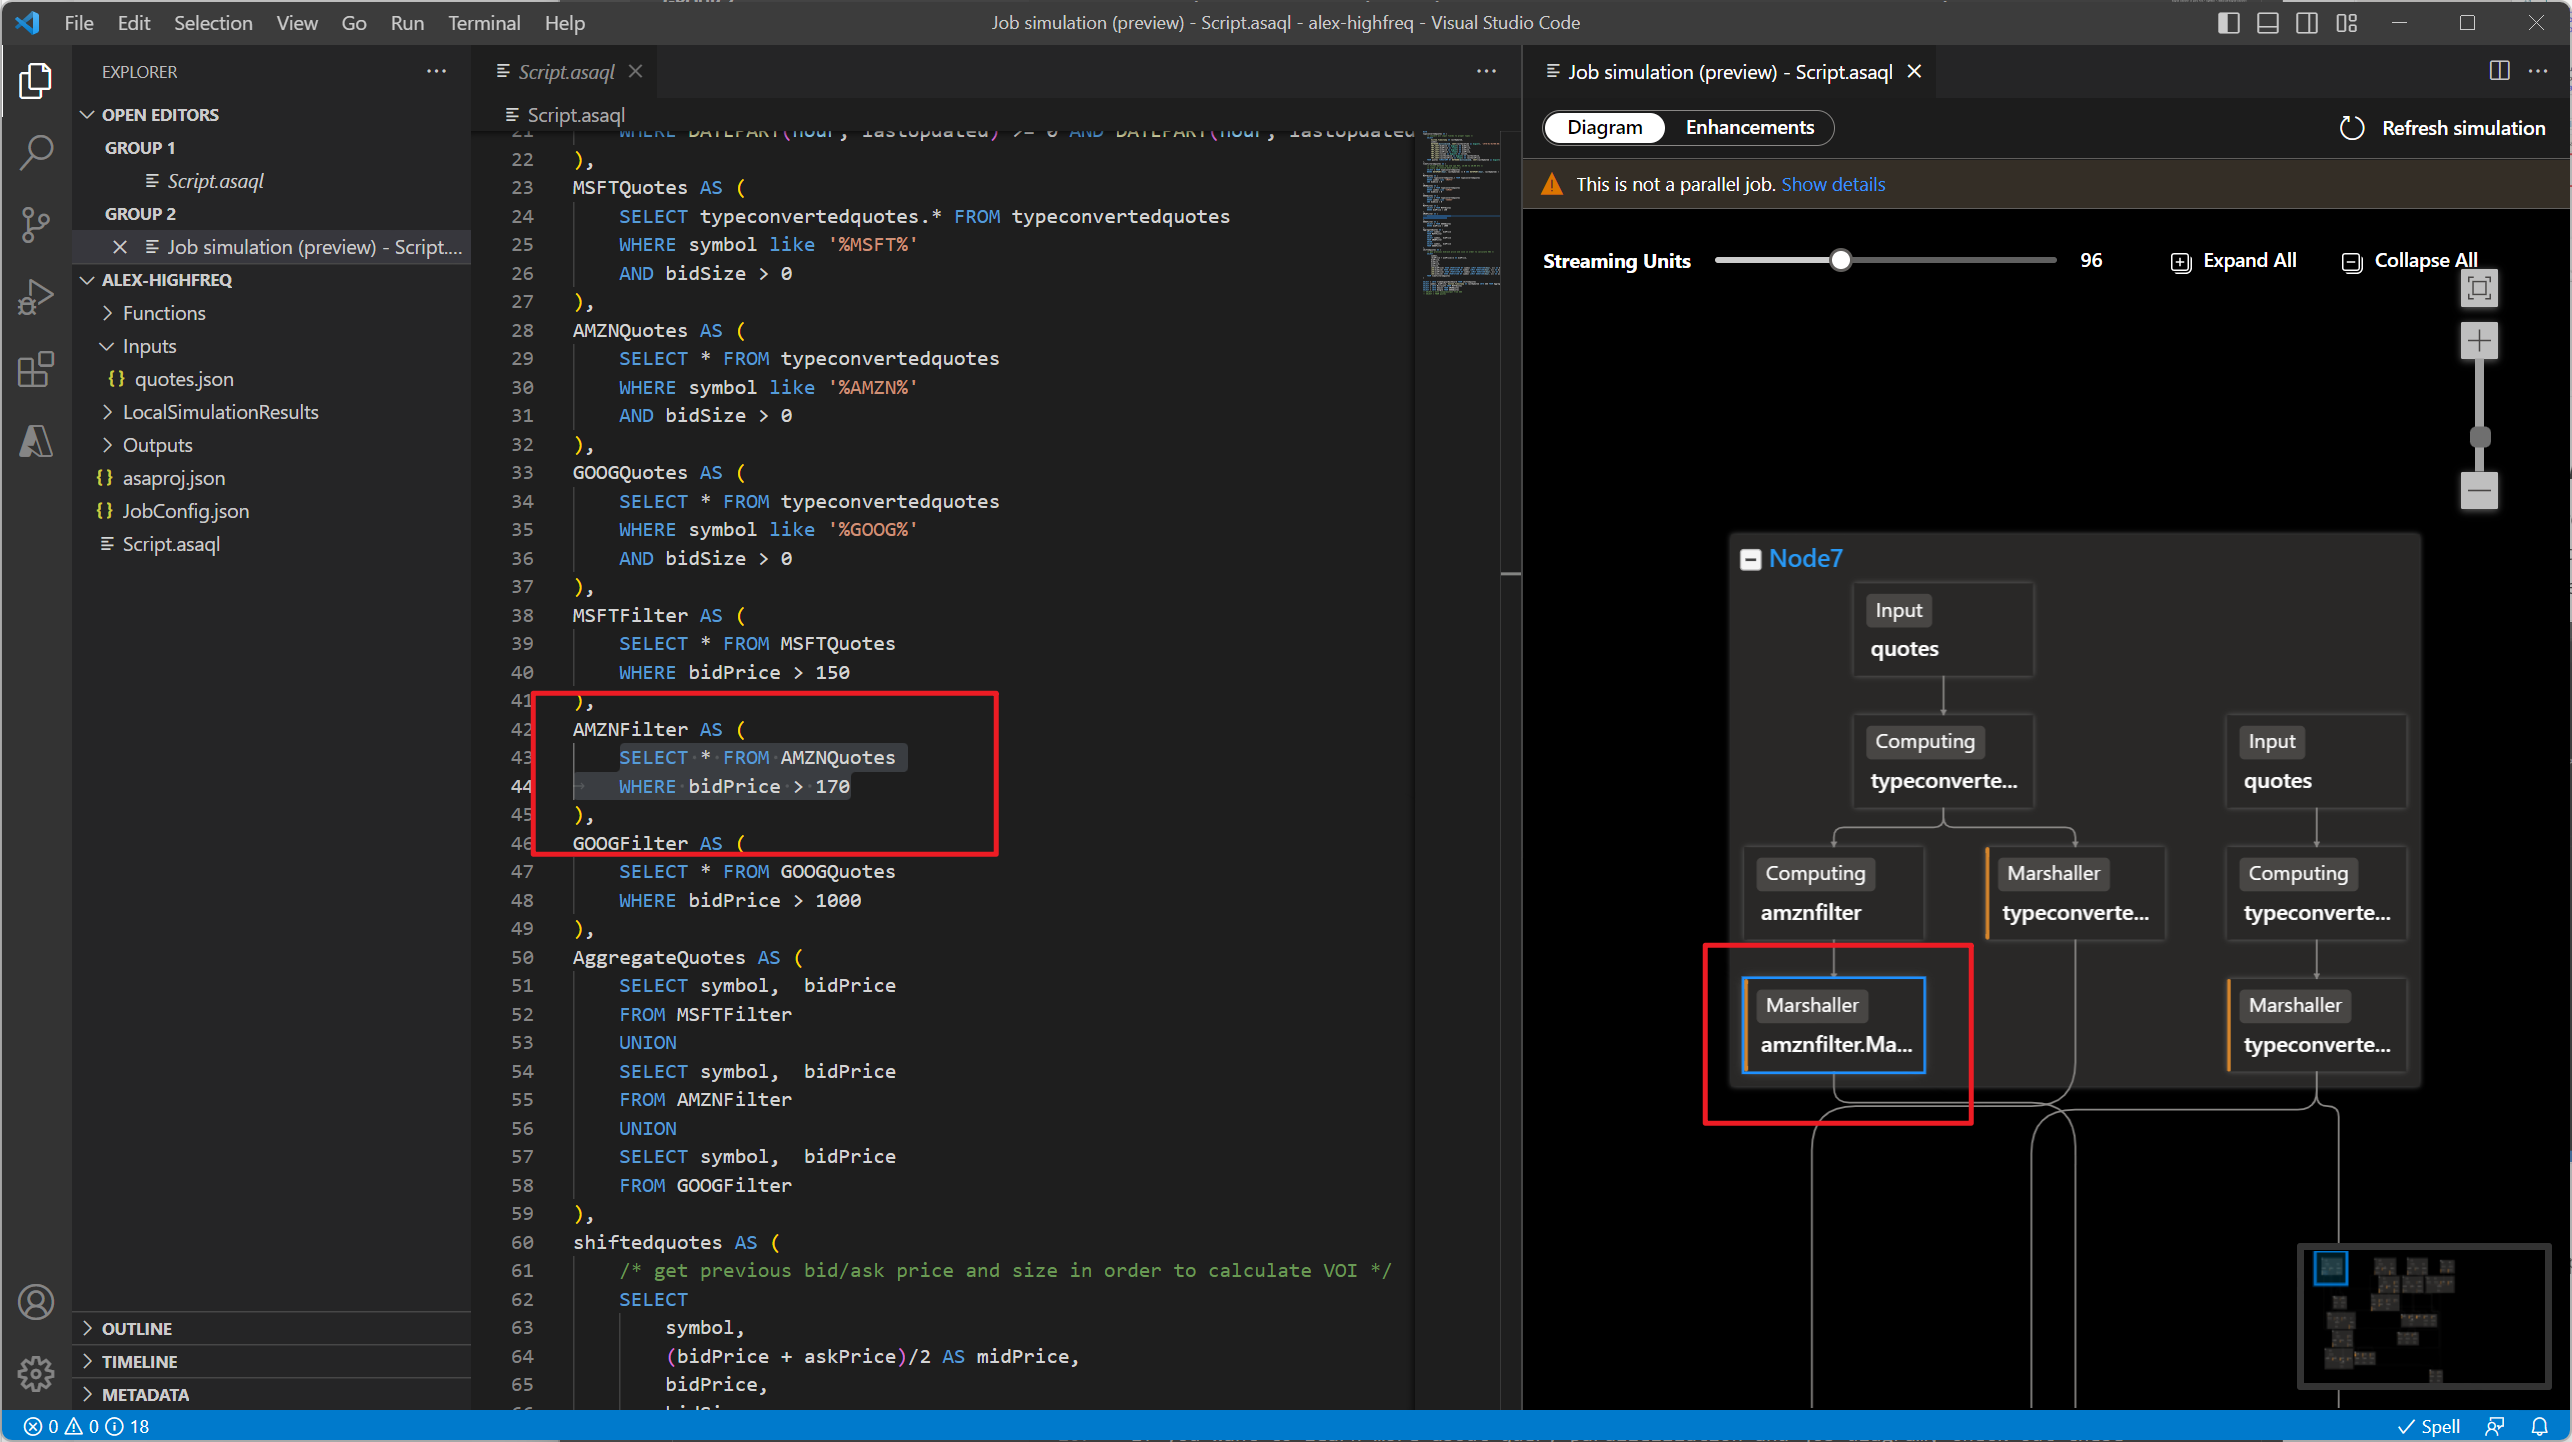 File Edit Selection View Go Run Terminal Help
Job simulation (preview) - Script.asaql - alex-highfreq - Visual Studio Code
EXPLORER
OPEN EDITORS
GROUP 1
Script.asaql
GROUP 2
Job simulation (preview) - Script....
ALEX-HIGHFREQ
Functions
Inputs
{} quotes.json
LocalSimulationResults
Outputs
{} asaproj.json
{} JobConfig.json
Script.asaql
OUTLINE
TIMELINE
METADATA
Script.asaql
Script.asaql
21 WHERE DATEPART(hour, lastUpdated) >= 0 AND DATEPART(hour, lastUpdated
22 ),
23 MSFTQuotes AS (
24 SELECT typeconvertedquotes.* FROM typeconvertedquotes
25 WHERE symbol like '%MSFT%'
26 AND bidSize > 0
27 ),
28 AMZNQuotes AS (
29 SELECT * FROM typeconvertedquotes
30 WHERE symbol like '%AMZN%'
31 AND bidSize > 0
32 ),
33 GOOGQuotes AS (
34 SELECT * FROM typeconvertedquotes
35 WHERE symbol like '%GOOG%'
36 AND bidSize > 0
37 ),
38 MSFTFilter AS (
39 SELECT * FROM MSFTQuotes
40 WHERE bidPrice > 150
41 ),
42 AMZNFilter AS (
43 SELECT * FROM AMZNQuotes
44 WHERE bidPrice > 170
45 ),
46 GOOGFilter AS (
47 SELECT * FROM GOOGQuotes
48 WHERE bidPrice > 1000
49 ),
50 AggregateQuotes AS (
51 SELECT symbol, bidPrice
52 FROM MSFTFilter
53 UNION
54 SELECT symbol, bidPrice
55 FROM AMZNFilter
56 UNION
57 SELECT symbol, bidPrice
58 FROM GOOGFilter
59 ),
60 shiftedquotes AS (
61 /* get previous bid/ask price and size in order to calculate VOI */
62 SELECT
63 symbol,
64 (bidPrice + askPrice)/2 AS midPrice,
65 bidPrice,
Job simulation (preview) - Script.asaql
Diagram Enhancements
Refresh simulation
This is not a parallel job. Show details
Streaming Units 96 Expand All Collapse All
Node7
Input
quotes
Computing
typeconverte...
Input
quotes
Computing
amznfilter
Marshaller
typeconverte...
Computing
typeconverte...
Marshaller
amznfilter.Ma...
Marshaller
typeconverte...
0 0 18
Spell